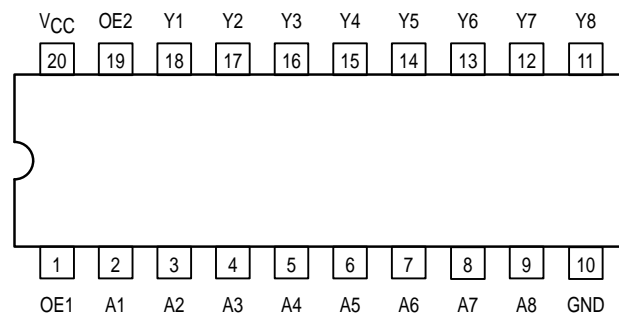 VCC OE2 Y1 Y2 Y3 Y4 Y5 Y6 Y7 Y8
20 19 18 17 16 15 14 13 12 11
1 2 3 4 5 6 7 8 9 10
OE1 A1 A2 A3 A4 A5 A6 A7 A8 GND